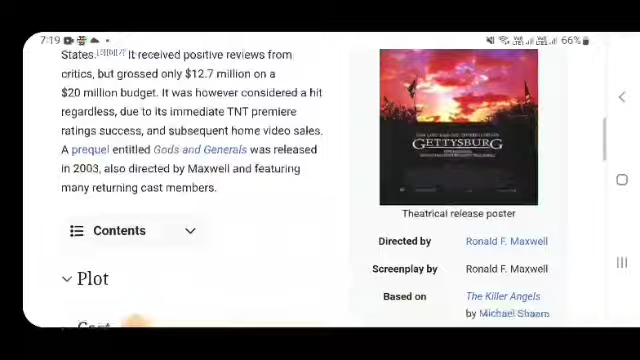 7:19
66%
States.[5][6][7] It received positive reviews from
critics, but grossed only $12.7 million on a
$20 million budget. It was however considered a hit
regardless, due to its immediate TNT premiere
ratings success, and subsequent home video sales.
A prequel entitled Gods and Generals was released
in 2003, also directed by Maxwell and featuring
many returning cast members.
Contents
Plot
Cast
GETTYSBURG
Theatrical release poster
Directed by Ronald F. Maxwell
Screenplay by Ronald F. Maxwell
Based on The Killer Angels
by Michael Shaara